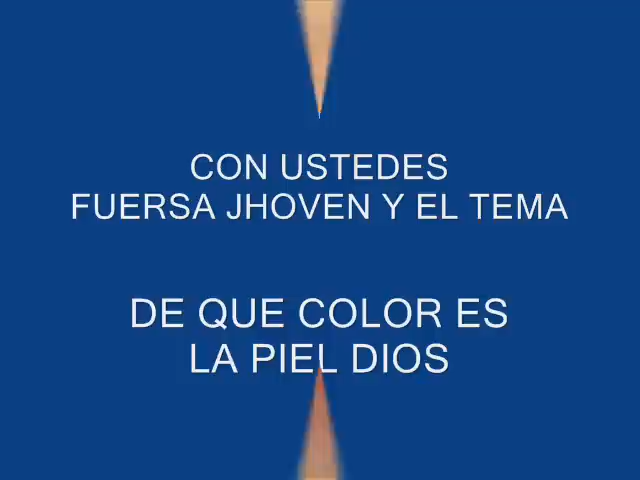 CON USTEDES
FUERSA JHOVEN Y EL TEMA
DE QUE COLOR ES
LA PIEL DIOS